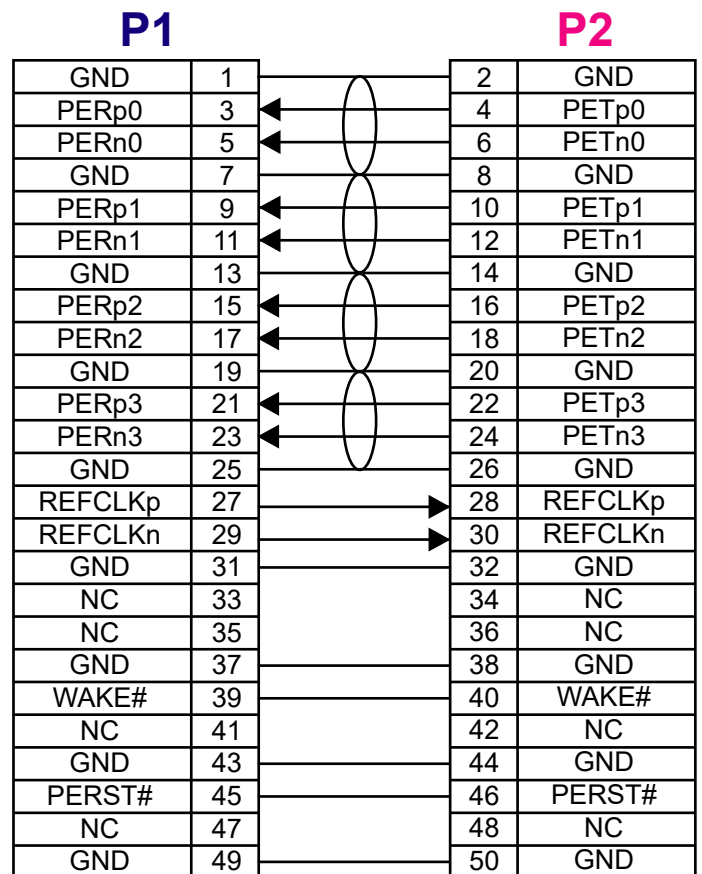 P1 P2
GND 1 2 GND
PERp0 3 4 PETp0
PERn0 5 6 PETn0
GND 7 8 GND
PERp1 9 10 PETp1
PERn1 11 12 PETn1
GND 13 14 GND
PERp2 15 16 PETp2
PERn2 17 18 PETn2
GND 19 20 GND
PERp3 21 22 PETp3
PERn3 23 24 PETn3
GND 25 26 GND
REFCLKp 27 28 REFCLKp
REFCLKn 29 30 REFCLKn
GND 31 32 GND
NC 33 34 NC
NC 35 36 NC
GND 37 38 GND
WAKE# 39 40 WAKE#
NC 41 42 NC
GND 43 44 GND
PERST# 45 46 PERST#
NC 47 48 NC
GND 49 50 GND